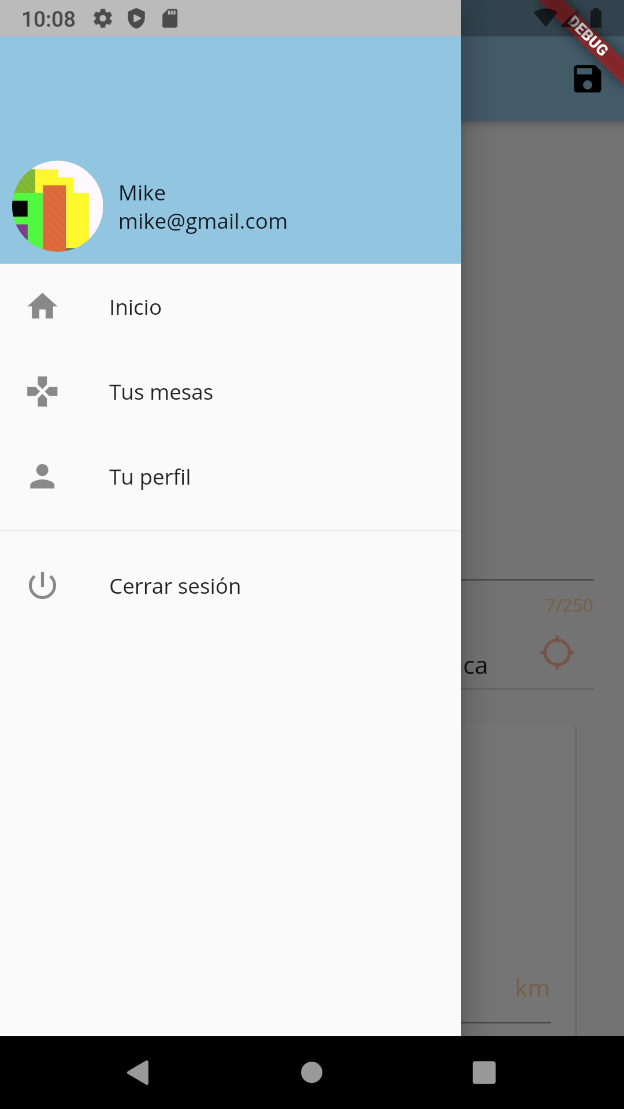 10:08
DEBUG
Mike
mike@gmail.com
Inicio
Tus mesas
Tu perfil
Cerrar sesión
7/250
ca
km